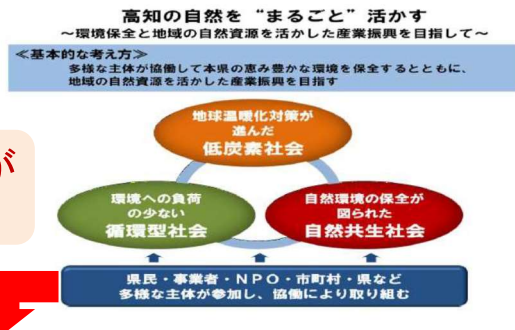 高知の自然を“まるごと”活かす
～環境保全と地域の自然資源を活かした産業振興を目指して～
≪基本的な考え方≫
多様な主体が協働して本県の恵み豊かな環境を保全するとともに、
地域の自然資源を活かした産業振興を目指す
地球温暖化対策が
進んだ
低炭素社会
が
環境への負荷
の少ない
循環型社会
自然環境の保全が
図られた
自然共生社会
県民・事業者・NPO・市町村・県など
多様な主体が参加し、協働により取り組む